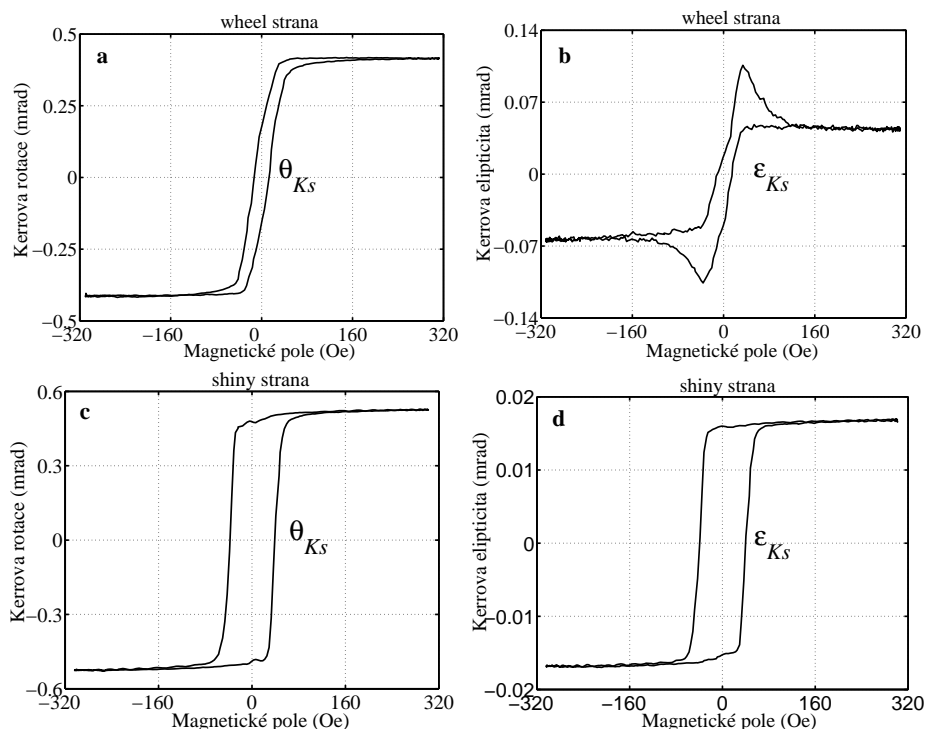 wheel strana
a
Kerrova rotace (mrad)
0.5
0.25
0
−0.25
−0.5
θKs
−320 −160 0 160 320
Magnetické pole (Oe)
wheel strana
b
Kerrova elipticita (mrad)
0.14
0.07
0
−0.07
−0.14
εKs
−320 −160 0 160 320
Magnetické pole (Oe)
shiny strana
c
Kerrova rotace (mrad)
0.6
0.3
0
−0.3
−0.6
θKs
−320 −160 0 160 320
Magnetické pole (Oe)
shiny strana
d
Kerrova elipticita (mrad)
0.02
0.01
0
−0.01
−0.02
εKs
−320 −160 0 160 320
Magnetické pole (Oe)